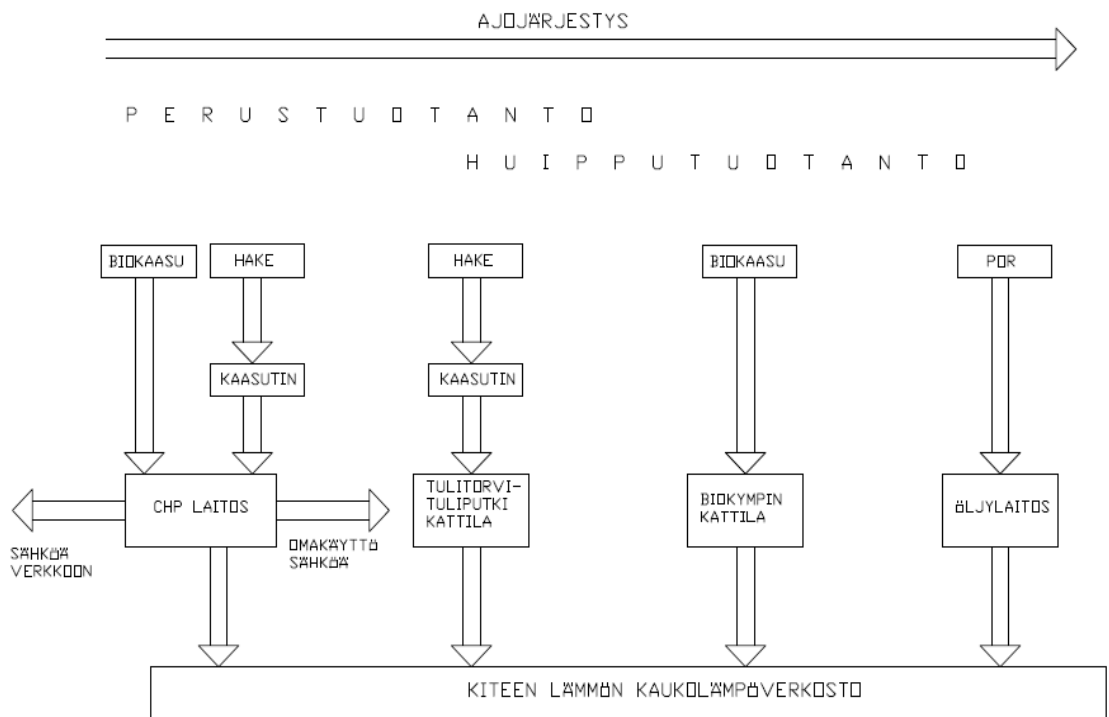 AJOJÄRJESTYS
PERUSTUOTANTO
HUIPPUTUOTANTO
BIOKAASU
HAKE
HAKE
BIOKAASU
POR
KAASUTIN
KAASUTIN
CHP LAITOS
TULITORVI-
TULIPUTKI
KATTILA
BIOKYMPIN
KATTILA
ÖLJYLAITOS
SÄHKÖÄ
VERKKOON
OMAKÄYTTÖ
SÄHKÖÄ
KITEEN LÄMMÖN KAUKOLÄMPÖVERKOSTO